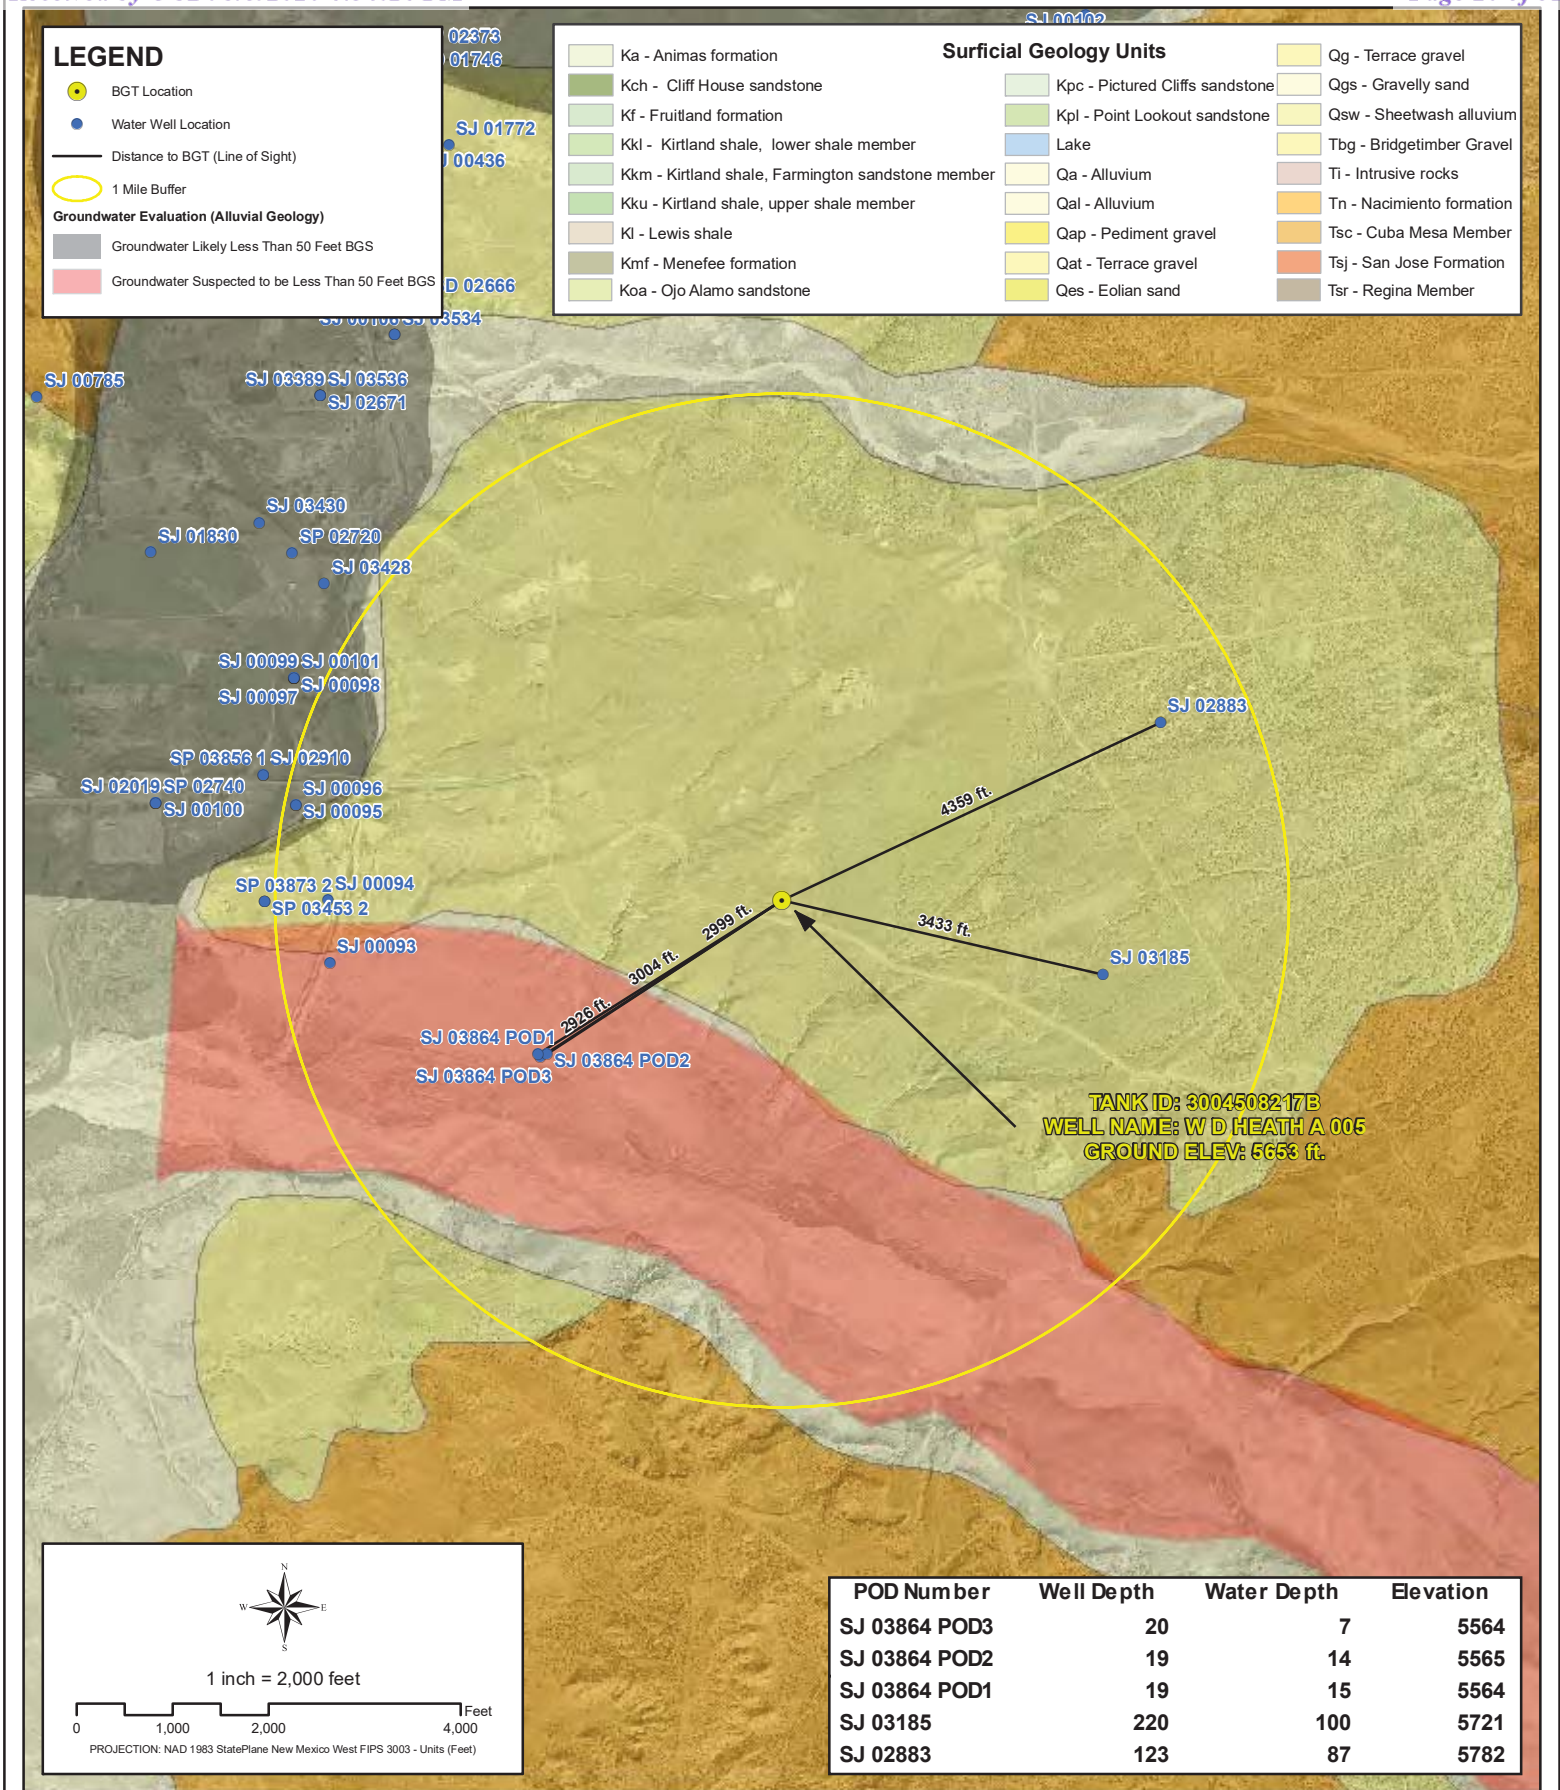 SJ 00102
LEGEND
BGT Location
Water Well Location
Distance to BGT (Line of Sight)
1 Mile Buffer
Groundwater Evaluation (Alluvial Geology)
Groundwater Likely Less Than 50 Feet BGS
Groundwater Suspected to be Less Than 50 Feet BGS
Surficial Geology Units
Ka - Animas formation
Kch - Cliff House sandstone
Kf - Fruitland formation
Kkl - Kirtland shale, lower shale member
Kkm - Kirtland shale, Farmington sandstone member
Kku - Kirtland shale, upper shale member
Kl - Lewis shale
Kmf - Menefee formation
Koa - Ojo Alamo sandstone
Kpc - Pictured Cliffs sandstone
Kpl - Point Lookout sandstone
Lake
Qa - Alluvium
Qal - Alluvium
Qap - Pediment gravel
Qat - Terrace gravel
Qes - Eolian sand
Qg - Terrace gravel
Qgs - Gravelly sand
Qsw - Sheetwash alluvium
Tbg - Bridgetimber Gravel
Ti - Intrusive rocks
Tn - Nacimiento formation
Tsc - Cuba Mesa Member
Tsj - San Jose Formation
Tsr - Regina Member
02373
01746
SJ 01772
00436
02666
03534
SJ 00785
SJ 03389 SJ 03536
SJ 02671
SJ 03430
SJ 01830
SP 02720
SJ 03428
SJ 00099 SJ 00101
SJ 00098
SJ 00097
SJ 02883
SP 03856 1 SJ 02910
SJ 02019 SP 02740
SJ 00096
SJ 00100
SJ 00095
4359 ft.
SP 03873 2 SJ 00094
SP 03453 2
2999 ft.
3433 ft.
SJ 00093
SJ 03185
3004 ft.
2926 ft.
SJ 03864 POD1
SJ 03864 POD2
SJ 03864 POD3
TANK ID: 3004508217B
WELL NAME: W D HEATH A 005
GROUND ELEV: 5653 ft.
N
W E
S
1 inch = 2,000 feet
Feet
0 1,000 2,000 4,000
PROJECTION: NAD 1983 StatePlane New Mexico West FIPS 3003 - Units (Feet)
POD Number Well Depth Water Depth Elevation
SJ 03864 POD3 20 7 5564
SJ 03864 POD2 19 14 5565
SJ 03864 POD1 19 15 5564
SJ 03185 220 100 5721
SJ 02883 123 87 5782